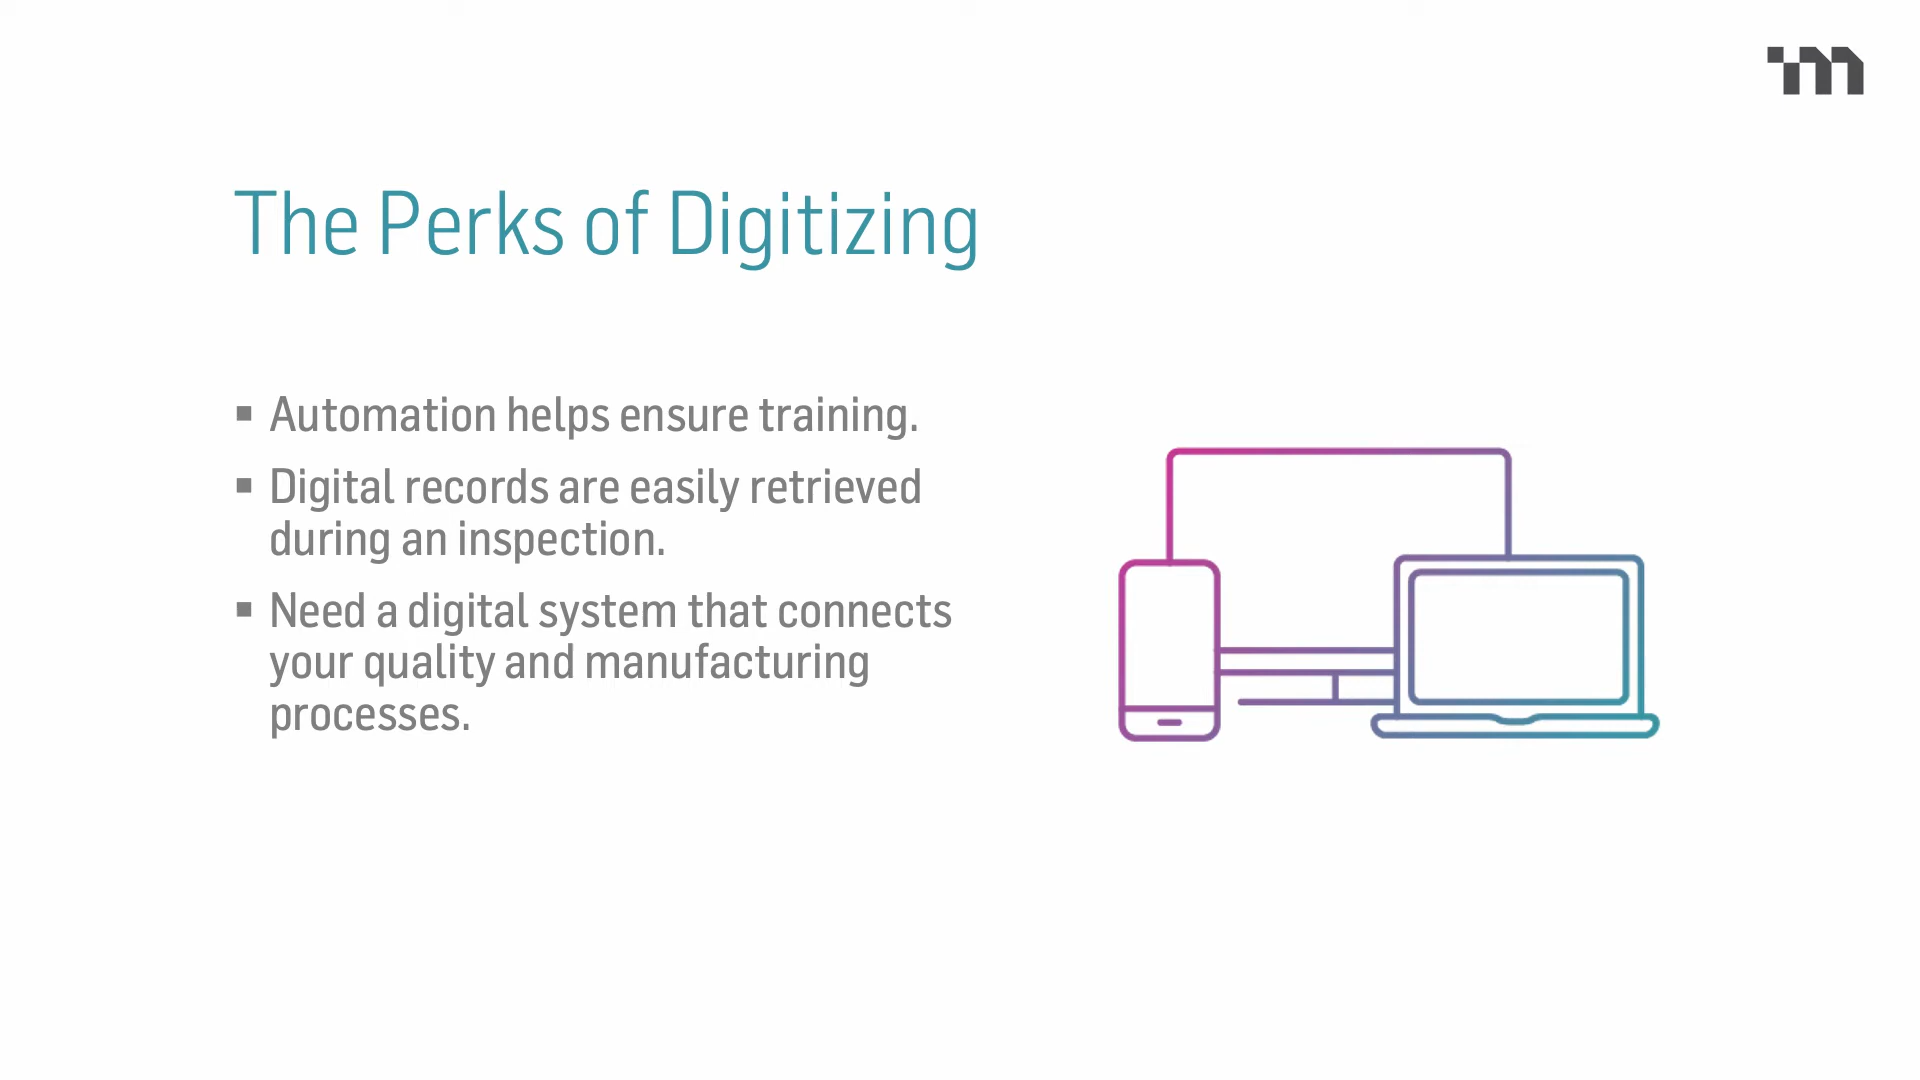 The Perks of Digitizing
▪ Automation helps ensure training.
▪ Digital records are easily retrieved
during an inspection.
▪ Need a digital system that connects
your quality and manufacturing
processes.